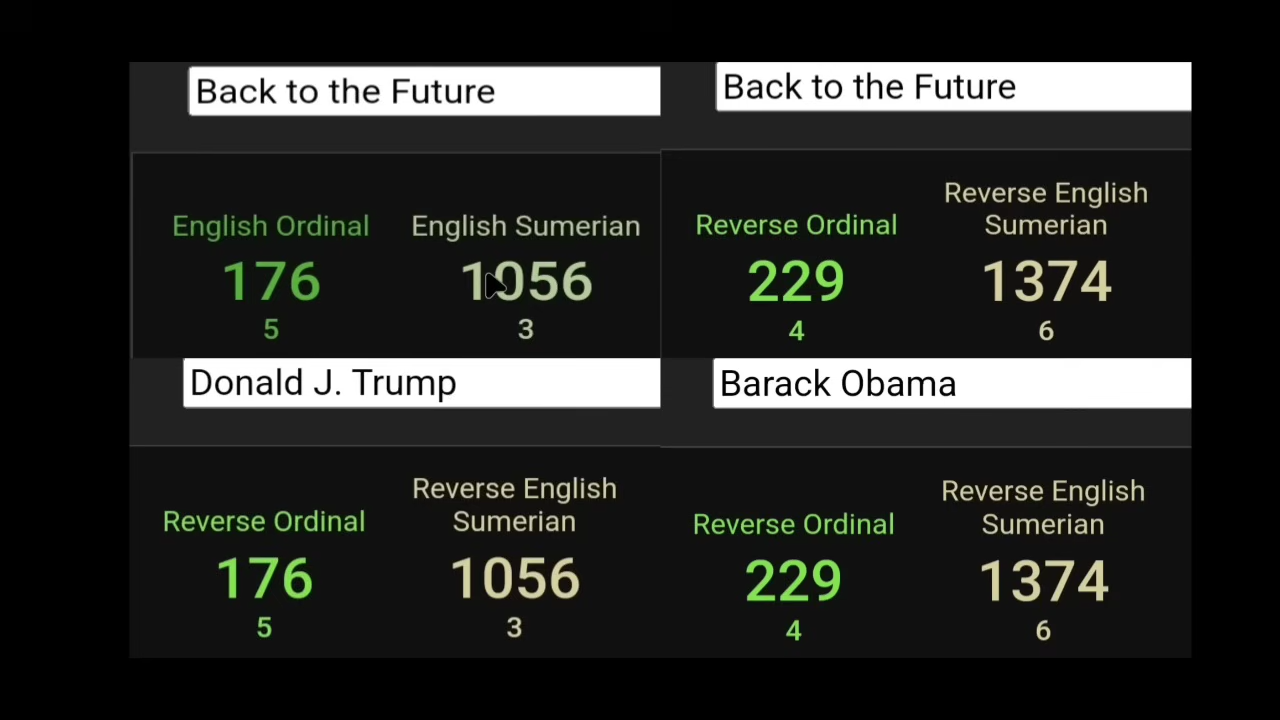 Back to the Future
English Ordinal
176
5
English Sumerian
1056
3
Back to the Future
Reverse Ordinal
229
4
Reverse English
Sumerian
1374
6
Donald J. Trump
Reverse Ordinal
176
5
Reverse English
Sumerian
1056
3
Barack Obama
Reverse Ordinal
229
4
Reverse English
Sumerian
1374
6